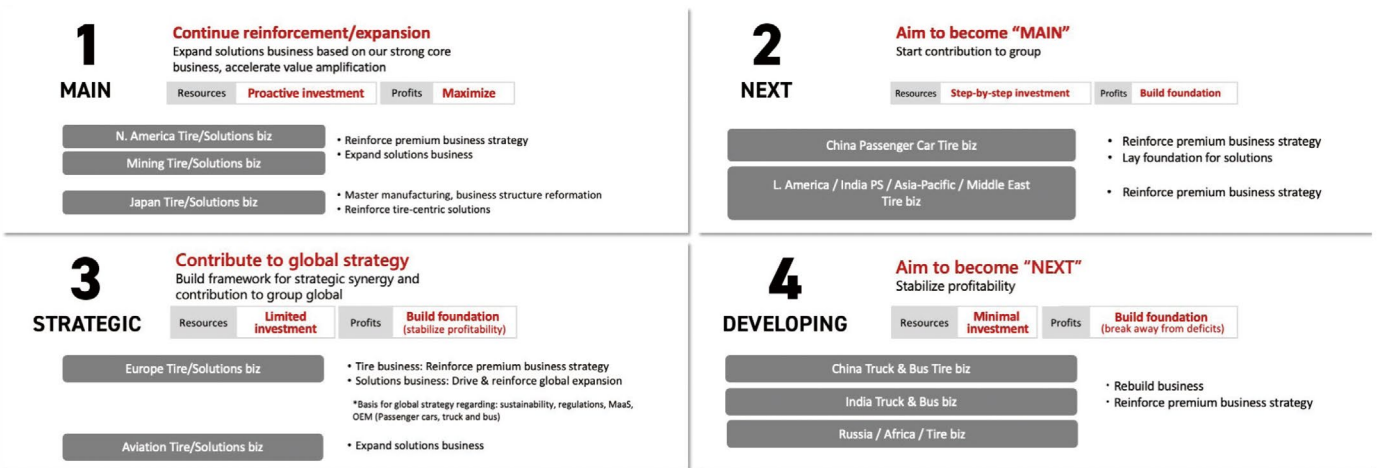 1
MAIN
Continue reinforcement/expansion
Expand solutions business based on our strong core
business, accelerate value amplification
Resources Proactive investment Profits Maximize
N. America Tire/Solutions biz
Mining Tire/Solutions biz
• Reinforce premium business strategy
• Expand solutions business
Japan Tire/Solutions biz
• Master manufacturing, business structure reformation
• Reinforce tire-centric solutions
2
NEXT
Aim to become “MAIN”
Start contribution to group
Resources Step-by-step investment Profits Build foundation
China Passenger Car Tire biz
• Reinforce premium business strategy
• Lay foundation for solutions
L. America / India PS / Asia-Pacific / Middle East
Tire biz
• Reinforce premium business strategy
3
STRATEGIC
Contribute to global strategy
Build framework for strategic synergy and
contribution to group global
Resources
Limited
investment
Profits
Build foundation
(stabilize profitability)
Europe Tire/Solutions biz
• Tire business: Reinforce premium business strategy
• Solutions business: Drive & reinforce global expansion
*Basis for global strategy regarding: sustainability, regulations, MaaS,
OEM (Passenger cars, truck and bus)
Aviation Tire/Solutions biz
• Expand solutions business
4
DEVELOPING
Aim to become “NEXT”
Stabilize profitability
Resources
Minimal
investment
Profits
Build foundation
(break away from deficits)
China Truck & Bus Tire biz
India Truck & Bus biz
Russia / Africa / Tire biz
• Rebuild business
• Reinforce premium business strategy